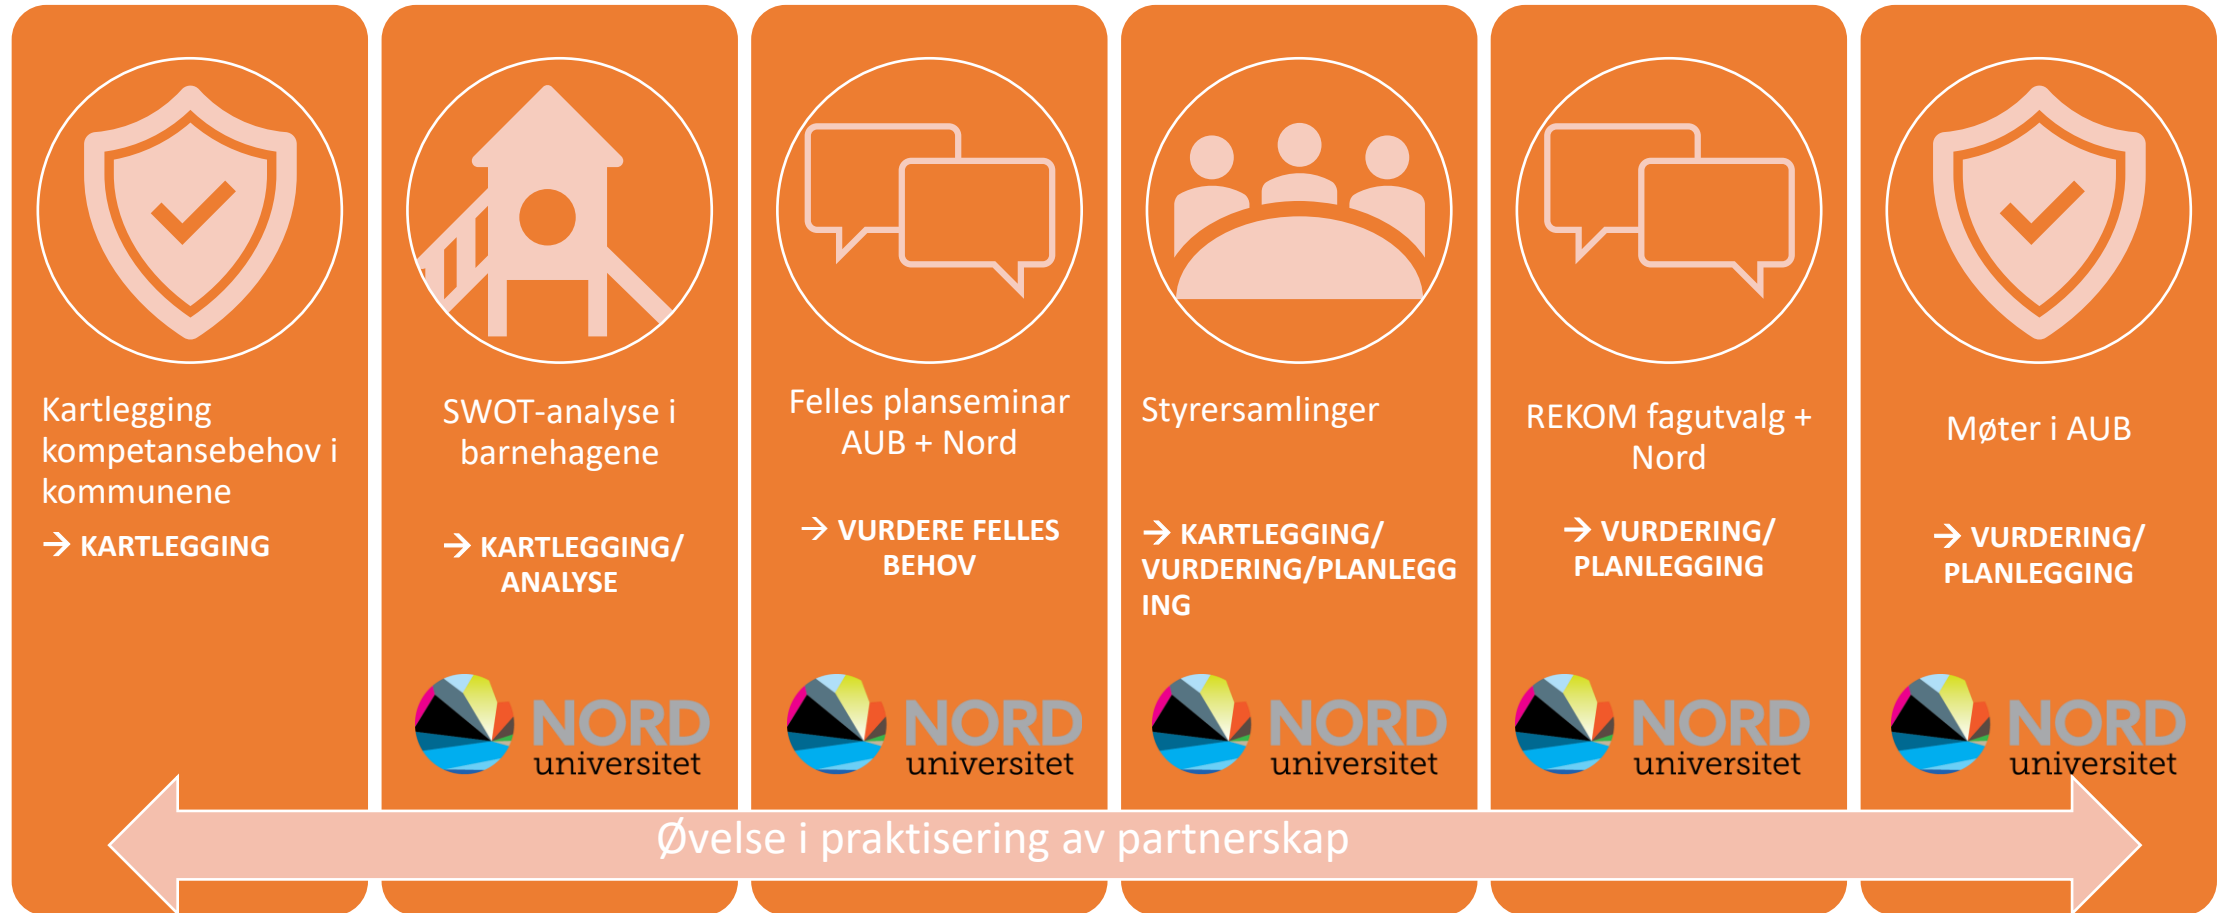 Kartlegging
kompetansebehov i
kommunene
→ KARTLEGGING
SWOT-analyse i
barnehagene
→ KARTLEGGING/
ANALYSE
NORD
universitet
Felles planseminar
AUB + Nord
→ VURDERE FELLES
BEHOV
NORD
universitet
Styrersamlinger
→ KARTLEGGING/
VURDERING/PLANLEGG
ING
NORD
universitet
REKOM fagutvalg +
Nord
→ VURDERING/
PLANLEGGING
NORD
universitet
Møter i AUB
→ VURDERING/
PLANLEGGING
NORD
universitet
Øvelse i praktisering av partnerskap